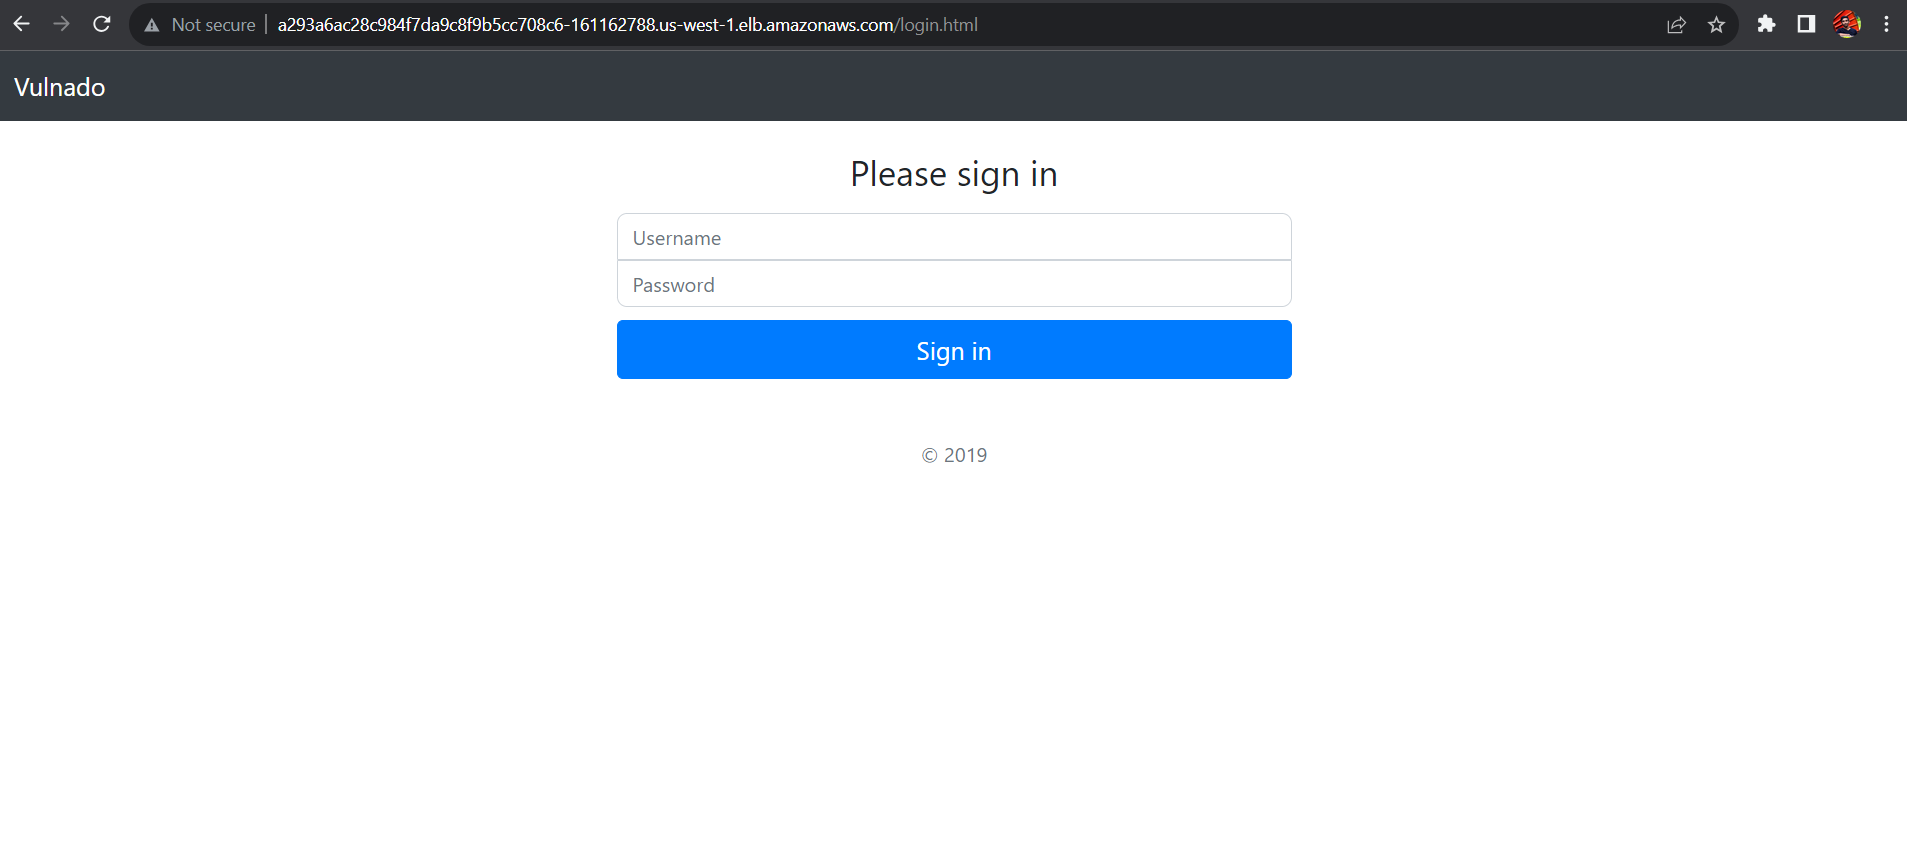 Not secure a293a6ac28c984f7da9c8f9b5cc708c6-161162788.us-west-1.elb.amazonaws.com/login.html
Vulnado
Please sign in
Username
Password
Sign in
© 2019